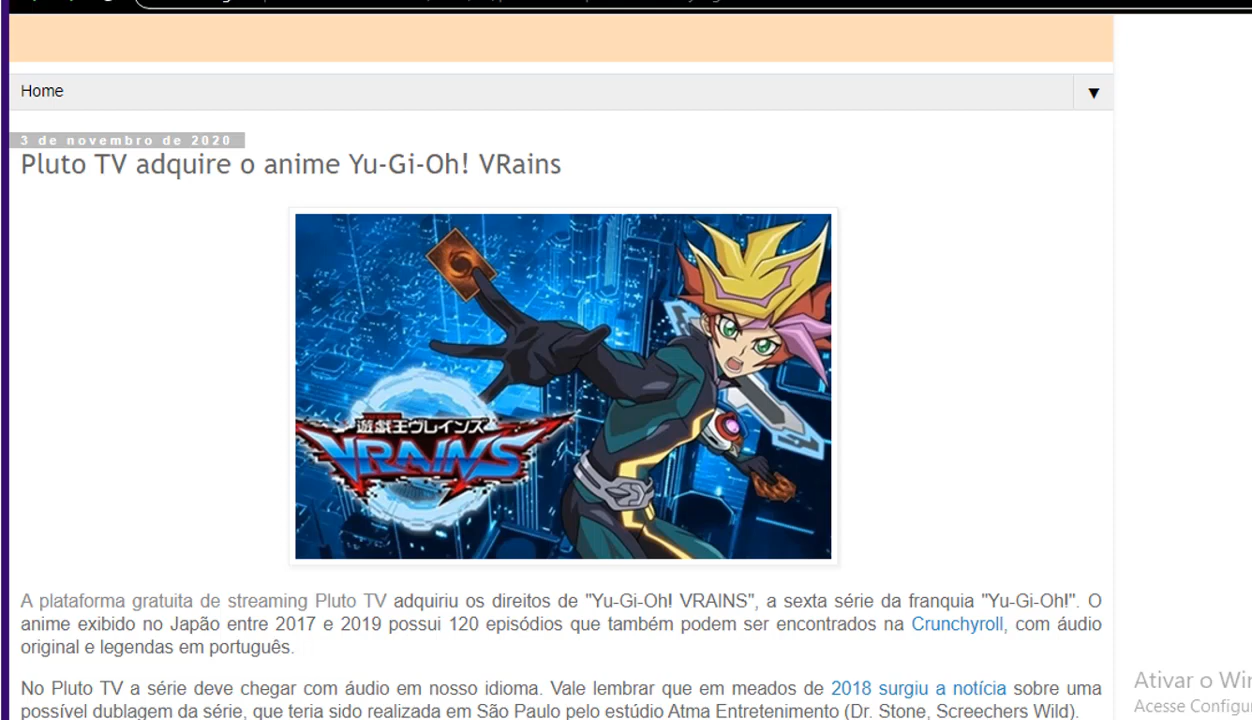 Home
▼
3 de novembro de 2020
Pluto TV adquire o anime Yu-Gi-Oh! VRains
遊戯王ヴレインズ
VRAINS
A plataforma gratuita de streaming Pluto TV adquiriu os direitos de "Yu-Gi-Oh! VRAINS", a sexta série da franquia "Yu-Gi-Oh!". O
anime exibido no Japão entre 2017 e 2019 possui 120 episódios que também podem ser encontrados na Crunchyroll, com áudio
original e legendas em português.
No Pluto TV a série deve chegar com áudio em nosso idioma. Vale lembrar que em meados de 2018 surgiu a notícia sobre uma
possível dublagem da série, que teria sido realizada em São Paulo pelo estúdio Atma Entretenimento (Dr. Stone, Screechers Wild).
Ativar o Win
Acesse Configu